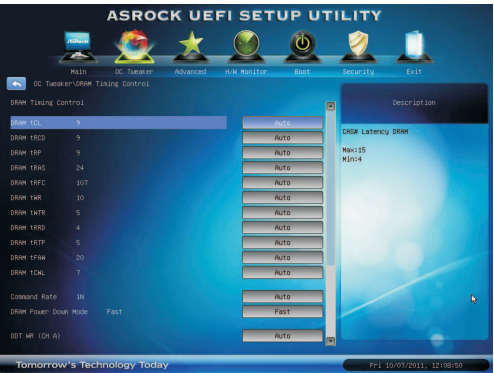 ASROCK UEFI SETUP UTILITY
ASRock
Main OC Tweaker Advanced H/W Monitor Boot Security Exit
OC Tweaker\DRAM Timing Control
DRAM Timing Control
Description
DRAM tCL 9 Auto
CAS# Latency DRAM
DRAM tRCD 9 Auto
Max:15
DRAM tRP 9 Auto
Min:4
DRAM tRAS 24 Auto
DRAM tRFC 107 Auto
DRAM tWR 10 Auto
DRAM tWTR 5 Auto
DRAM tRRD 4 Auto
DRAM tRTP 5 Auto
DRAM tFAW 20 Auto
DRAM tCWL 7 Auto
Command Rate 1N Auto
DRAM Power Down Mode Fast Fast
ODT WR (CH A) Auto
Tomorrow's Technology Today
Fri 10/07/2011, 12:08:50